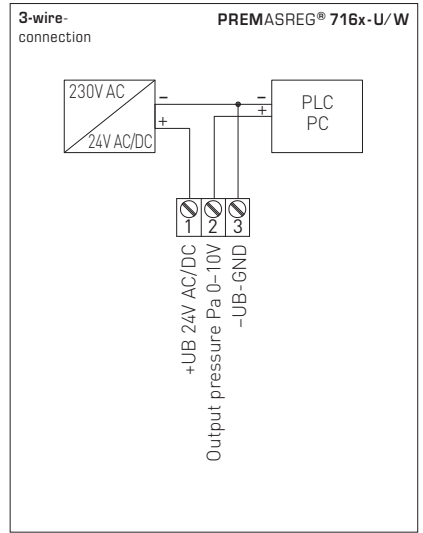 3-wire-
connection
PREMASREG® 716x-U/W
230V AC
24V AC/DC
–
+
–
+
PLC
PC
1 2 3
+UB 24V AC/DC
Output pressure Pa 0–10V
–UB-GND